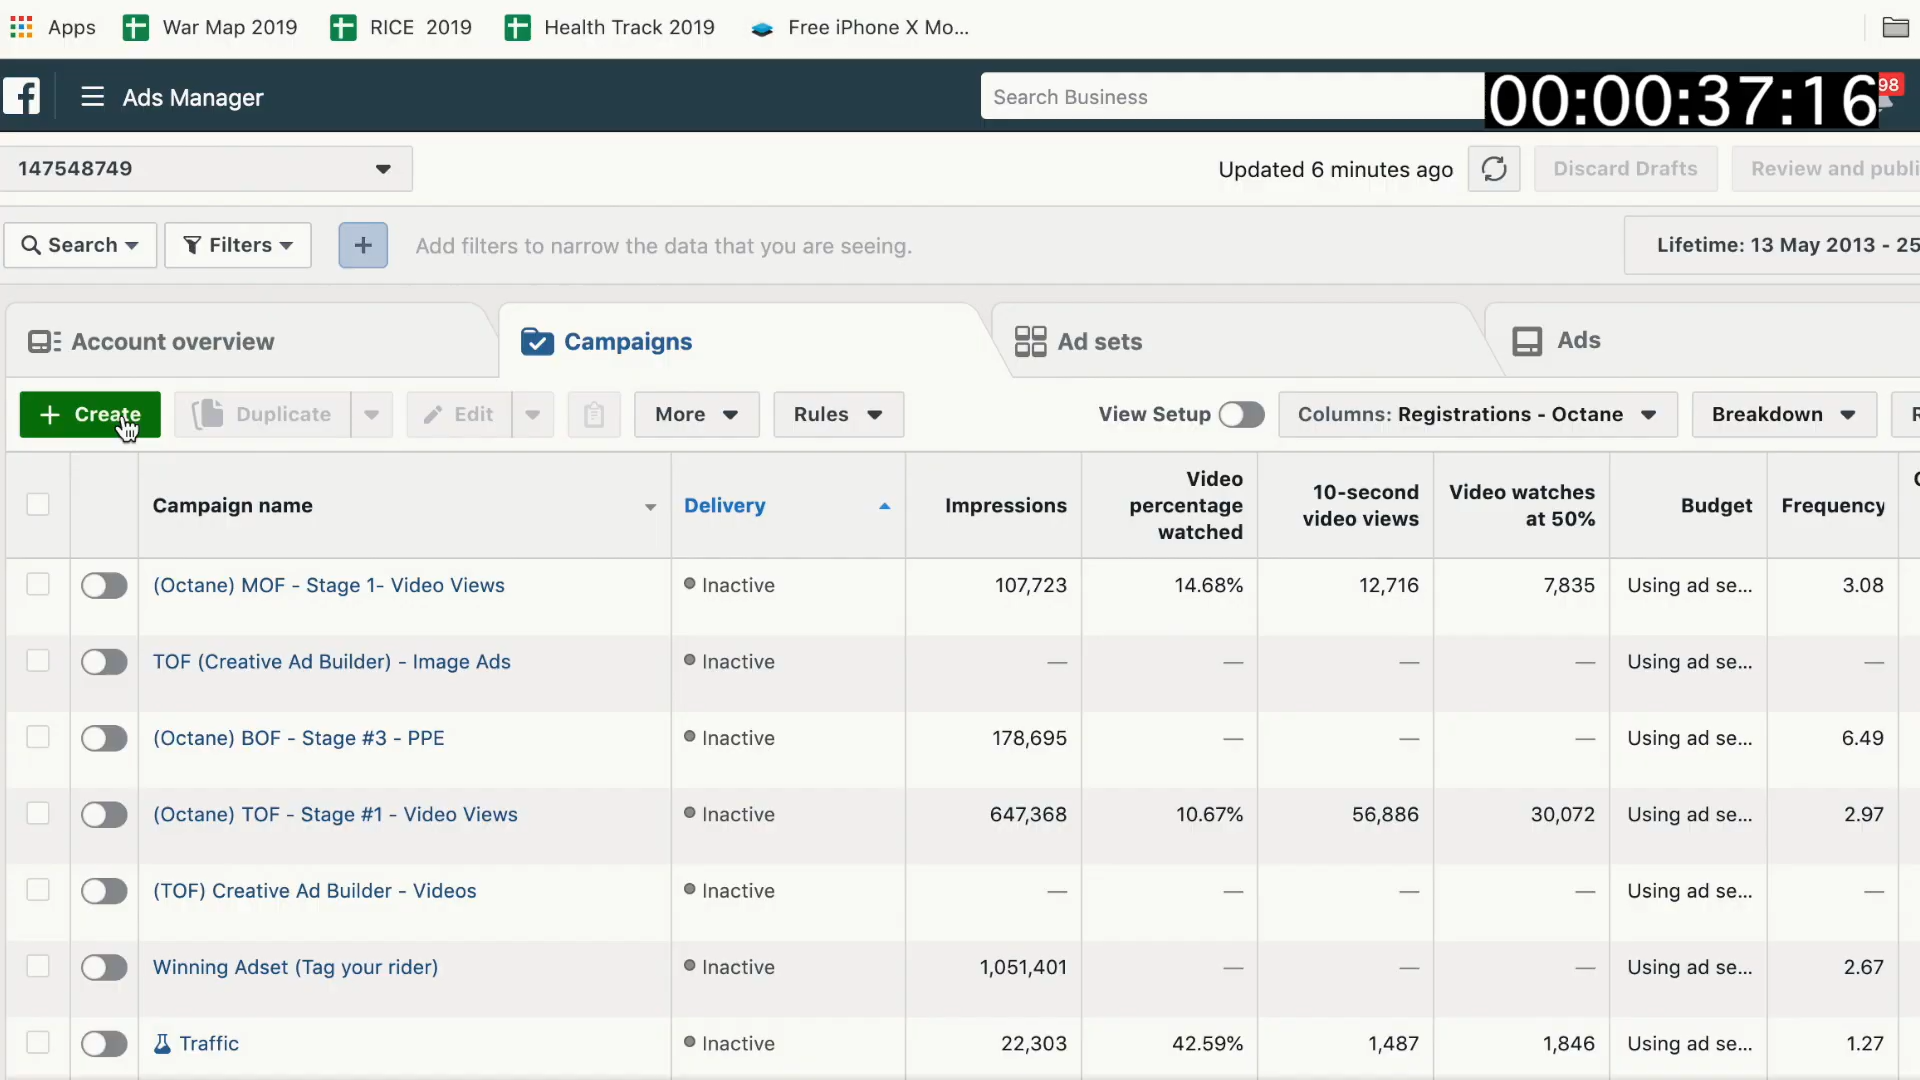 Apps War Map 2019 RICE 2019 Health Track 2019 Free iPhone X Mo...
Ads Manager Search Business 00:00:37:16 98
147548749 Updated 6 minutes ago Discard Drafts Review and publi
Search Filters + Add filters to narrow the data that you are seeing. Lifetime: 13 May 2013 - 25
Account overview Campaigns Ad sets Ads
+ Create Duplicate Edit More Rules View Setup Columns: Registrations - Octane Breakdown R
Campaign name Delivery Impressions Video percentage watched 10-second video views Video watches at 50% Budget Frequency C
(Octane) MOF - Stage 1- Video Views Inactive 107,723 14.68% 12,716 7,835 Using ad se... 3.08
TOF (Creative Ad Builder) - Image Ads Inactive — — — — Using ad se... —
(Octane) BOF - Stage #3 - PPE Inactive 178,695 — — — Using ad se... 6.49
(Octane) TOF - Stage #1 - Video Views Inactive 647,368 10.67% 56,886 30,072 Using ad se... 2.97
(TOF) Creative Ad Builder - Videos Inactive — — — — Using ad se... —
Winning Adset (Tag your rider) Inactive 1,051,401 — — — Using ad se... 2.67
Traffic Inactive 22,303 42.59% 1,487 1,846 Using ad se... 1.27